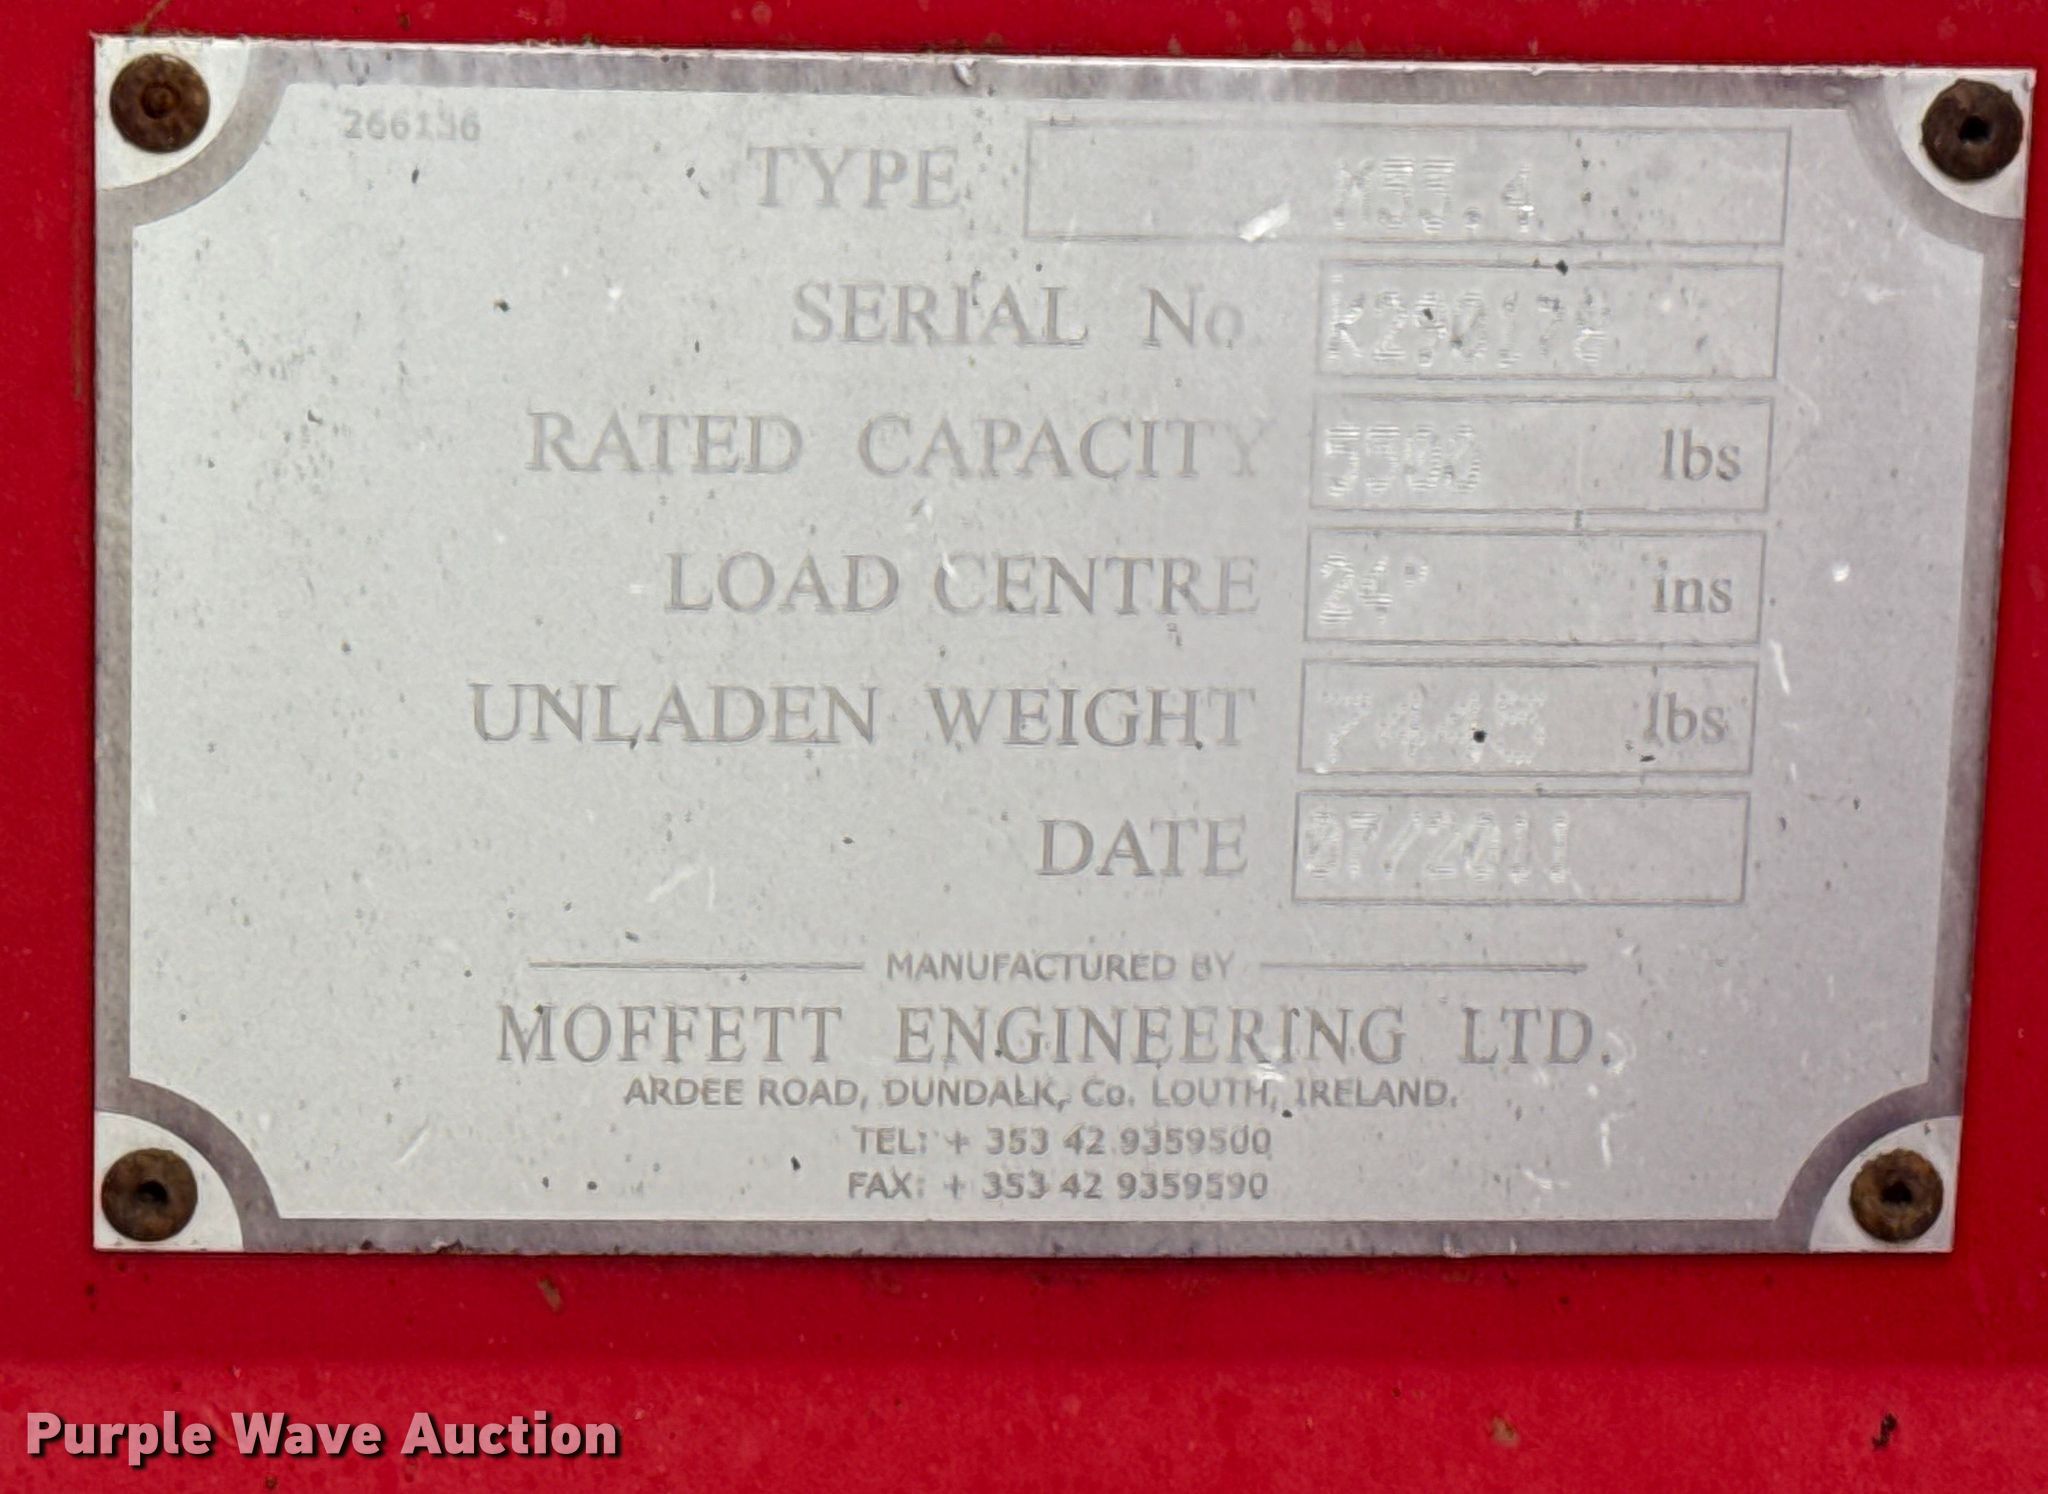 266136
TYPE M55.4
SERIAL No.
RATED CAPACITY lbs
LOAD CENTRE ins
UNLADEN WEIGHT lbs
DATE 07/2011
MANUFACTURED BY
MOFFETT ENGINEERING LTD.
ARDEE ROAD, DUNDALK, Co. LOUTH, IRELAND.
TEL: + 353 42 9359500
FAX: + 353 42 9359590
Purple Wave Auction